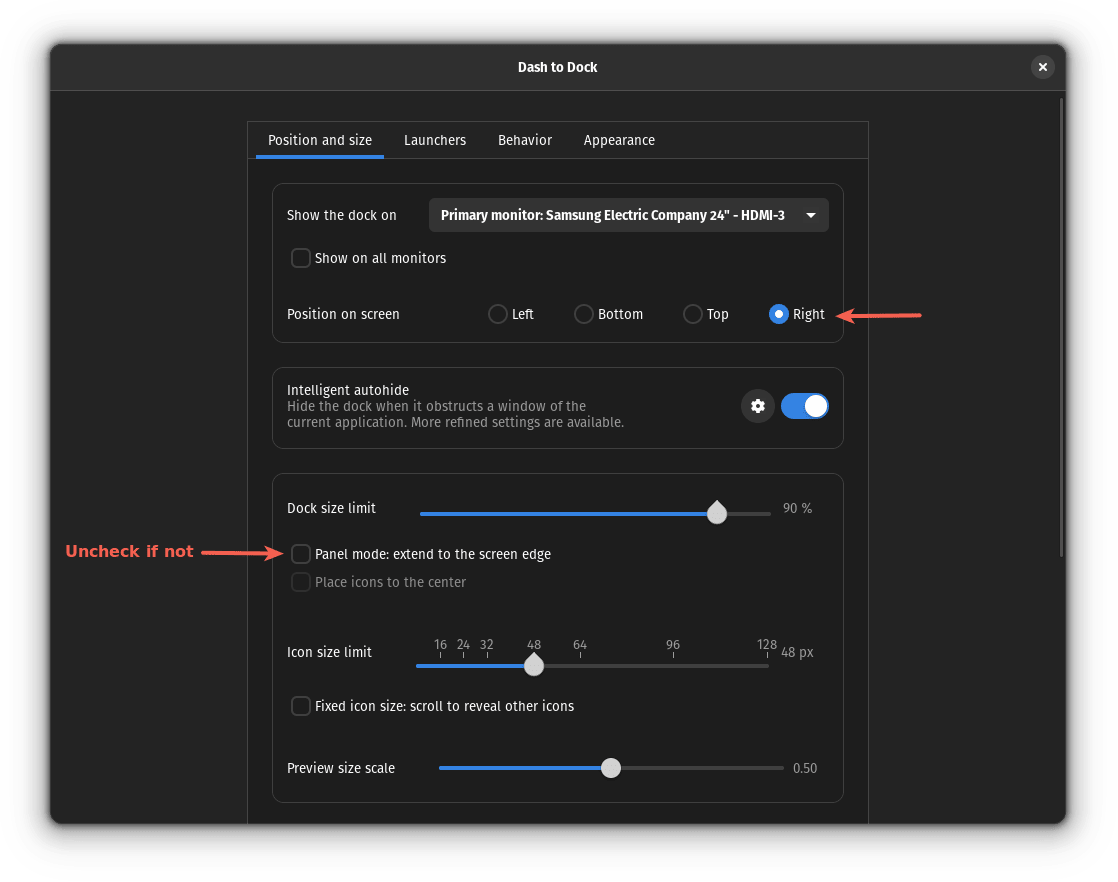 Dash to Dock
Position and size Launchers Behavior Appearance
Show the dock on Primary monitor: Samsung Electric Company 24" - HDMI-3
Show on all monitors
Position on screen Left Bottom Top Right
Intelligent autohide
Hide the dock when it obstructs a window of the
current application. More refined settings are available.
Dock size limit 90 %
Uncheck if not Panel mode: extend to the screen edge
Place icons to the center
16 24 32 48 64 96 128
Icon size limit 48 px
Fixed icon size: scroll to reveal other icons
Preview size scale 0.50